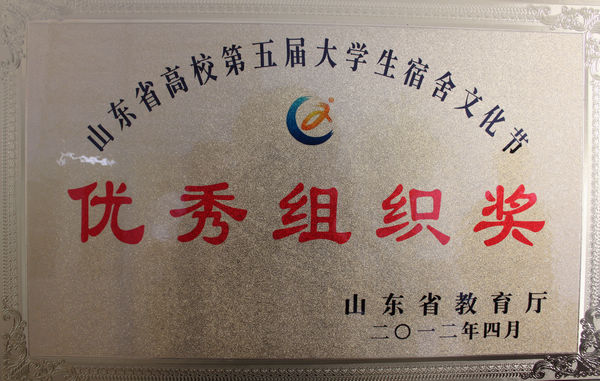 山东省高校第五届大学生宿舍文化节
优秀组织奖
山东省教育厅
二〇一二年四月